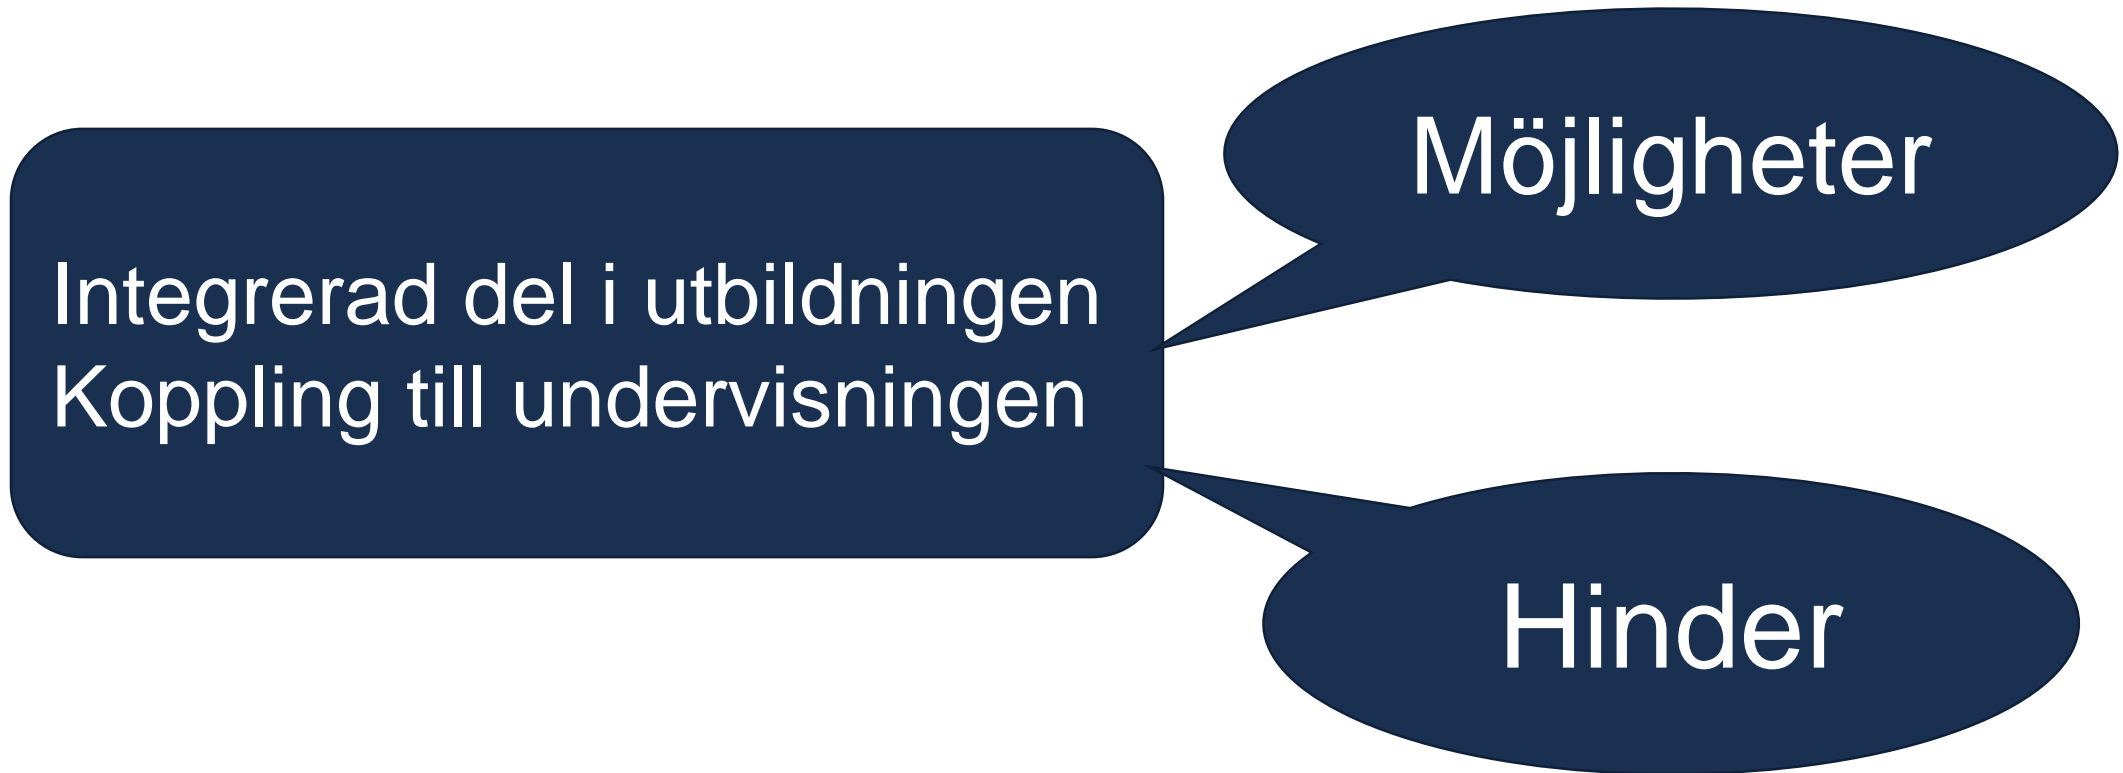 Möjligheter
Integrerad del i utbildningen
Koppling till undervisningen
Hinder